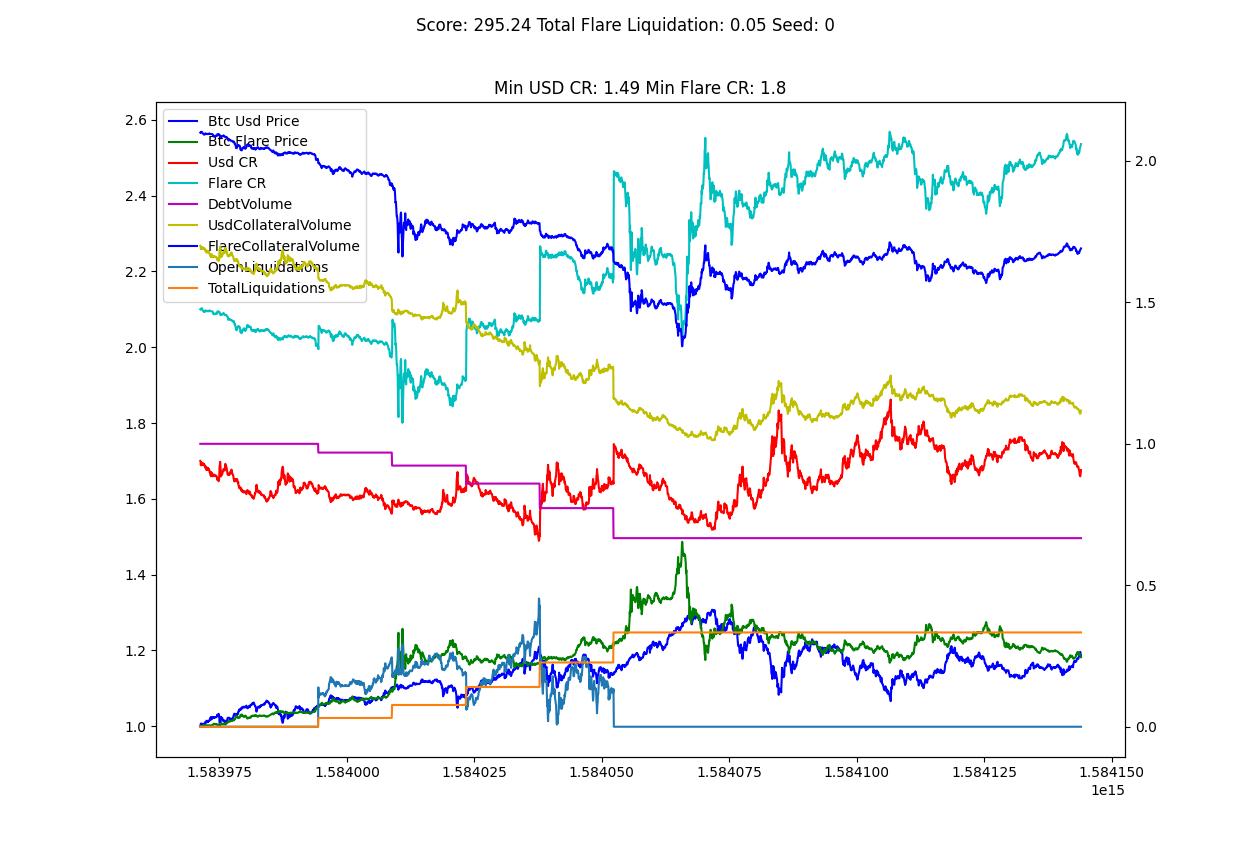 Score: 295.24 Total Flare Liquidation: 0.05 Seed: 0
Min USD CR: 1.49 Min Flare CR: 1.8
Btc Usd Price
Btc Flare Price
Usd CR
Flare CR
DebtVolume
UsdCollateralVolume
FlareCollateralVolume
OpenLiquidations
TotalLiquidations
2.6
2.4
2.2
2.0
1.8
1.6
1.4
1.2
1.0
2.0
1.5
1.0
0.5
0.0
1.583975 1.584000 1.584025 1.584050 1.584075 1.584100 1.584125 1.584150
1e15